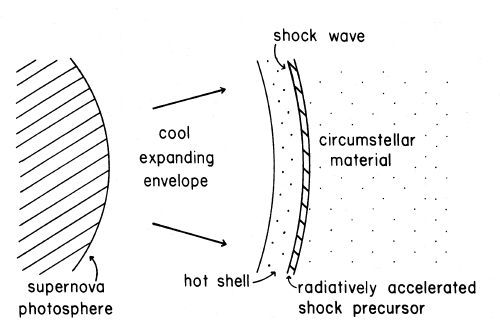 shock wave
cool
expanding
envelope
circumstellar
material
hot shell
supernova
photosphere
radiatively accelerated
shock precursor